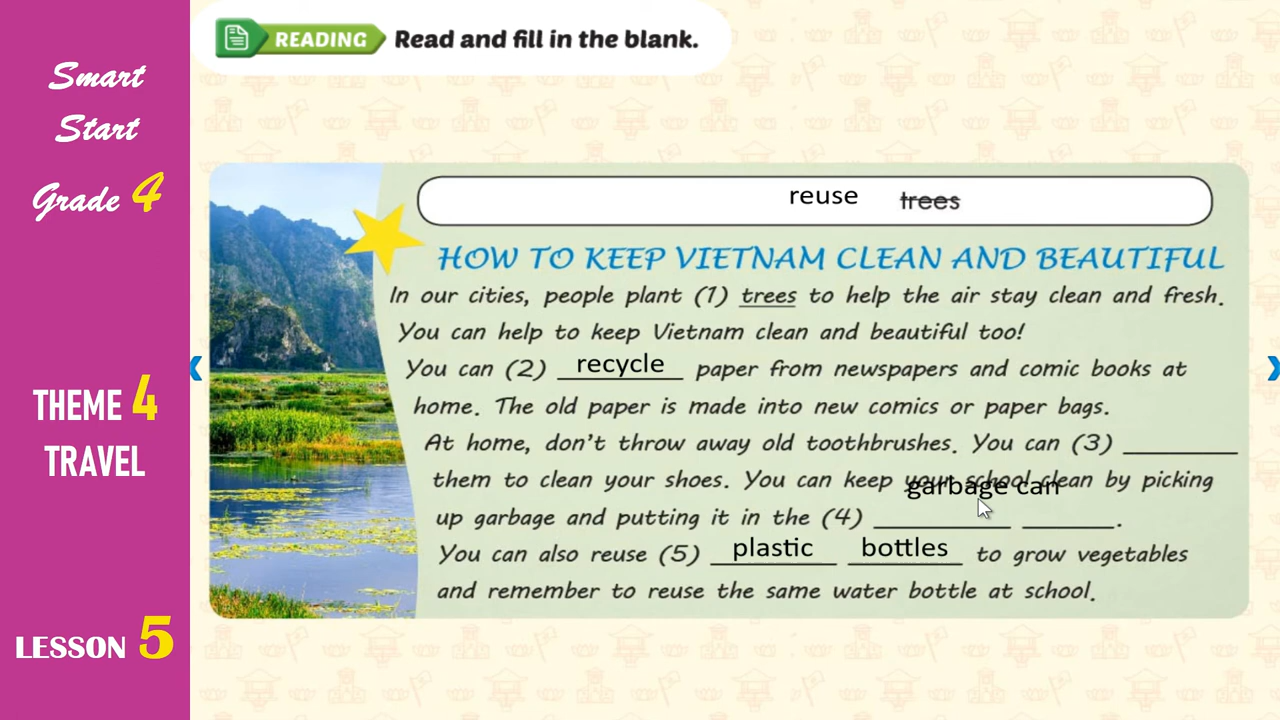 Smart
Start
Grade 4
THEME 4
TRAVEL
LESSON 5
READING Read and fill in the blank.
reuse trees
HOW TO KEEP VIETNAM CLEAN AND BEAUTIFUL
In our cities, people plant (1) trees to help the air stay clean and fresh.
You can help to keep Vietnam clean and beautiful too!
You can (2) recycle paper from newspapers and comic books at
home. The old paper is made into new comics or paper bags.
At home, don't throw away old toothbrushes. You can (3) ________
them to clean your shoes. You can keep your school clean by picking
garbage can
up garbage and putting it in the (4) ________ ________.
You can also reuse (5) plastic bottles to grow vegetables
and remember to reuse the same water bottle at school.